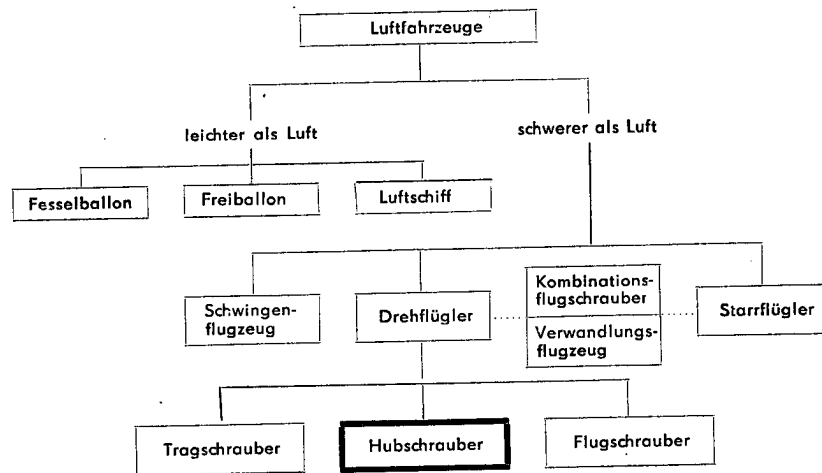 Luftfahrzeuge
leichter als Luft
schwerer als Luft
Fesselballon
Freiballon
Luftschiff
Schwingen-
flugzeug
Drehflügler
Kombinations-
flugschrauber
Verwandlungs-
flugzeug
Starrflügler
Tragschrauber
Hubschrauber
Flugschrauber